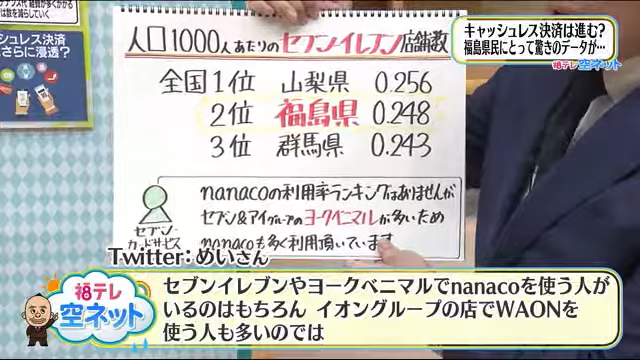 キャッシュレス決済は進む?
福島県民にとって驚きのデータが…
福テレ空ネット
シュレス決済
さらに浸透?
人口1000人あたりのセブンイレブン店舗数
全国1位 山梨県 0.256
2位 福島県 0.248
3位 群馬県 0.243
nanacoの利用率ランキングはありませんが
セブン&アイグループのヨークベニマルが多いため
nanacoも多く利用頂いています
セブン・
カードサービス
Twitter:めいさん
福テレ
空ネット
セブンイレブンやヨークベニマルでnanacoを使う人が
いるのはもちろん イオングループの店でWAONを
使う人も多いのでは